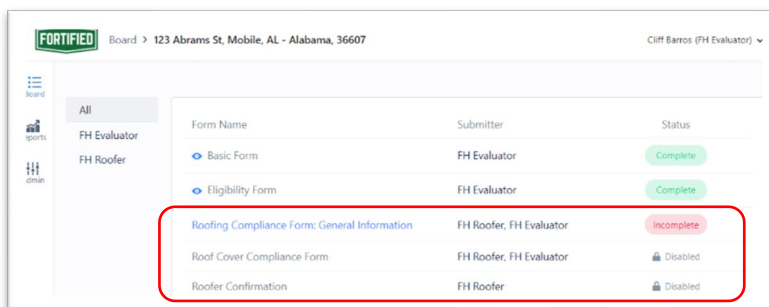 FORTIFIED Board > 123 Abrams St, Mobile, AL - Alabama, 36607 Cliff Barros (FH Evaluator)
Board
All
Form Name Submitter Status
FH Evaluator
Basic Form FH Evaluator Complete
FH Roofer
Eligibility Form FH Evaluator Complete
Roofing Compliance Form: General Information FH Roofer, FH Evaluator Incomplete
Roof Cover Compliance Form FH Roofer, FH Evaluator Disabled
Roofer Confirmation FH Roofer Disabled